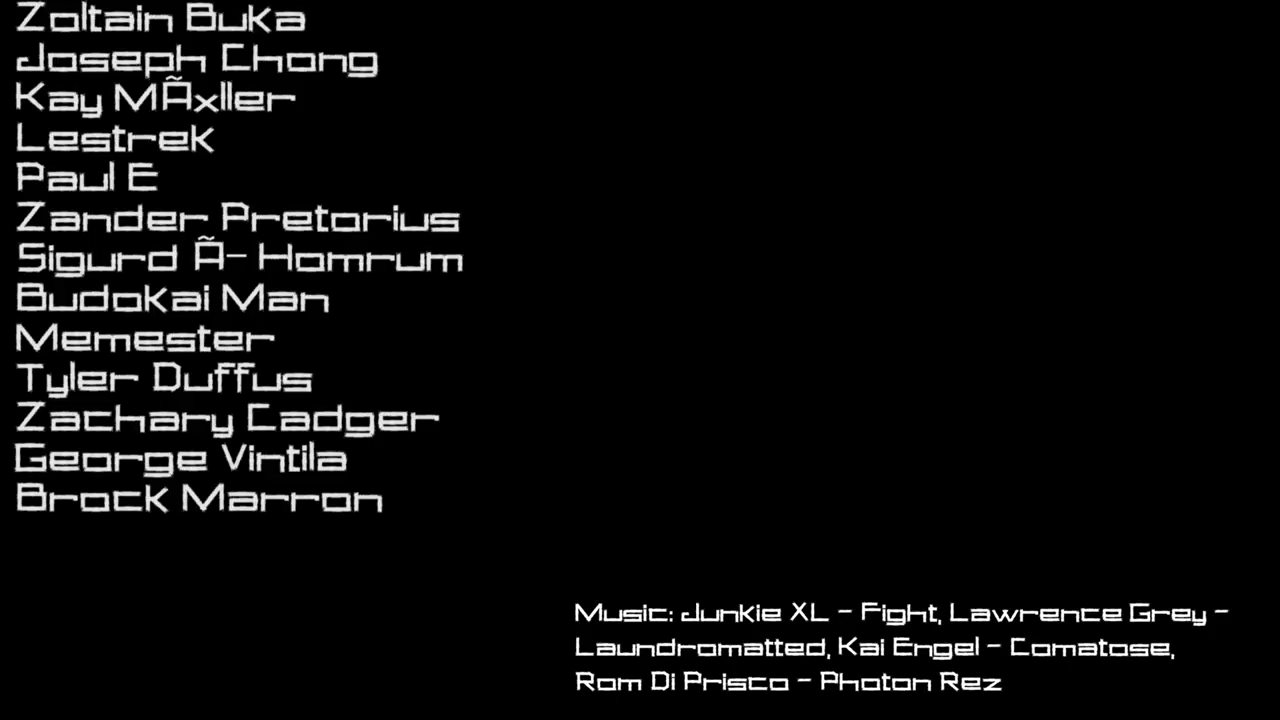 Zoltain Buka
Joseph Chong
Kay MÃxller
Lestrek
Paul E
Zander Pretorius
Sigurd Ã- Homrum
Budokai Man
Memester
Tyler Duffus
Zachary Cadger
George Vintila
Brock Marron
Music: Junkie XL - Fight, Lawrence Grey -
Laundromatted, Kai Engel - Comatose,
Rom Di Prisco - Photon Rez